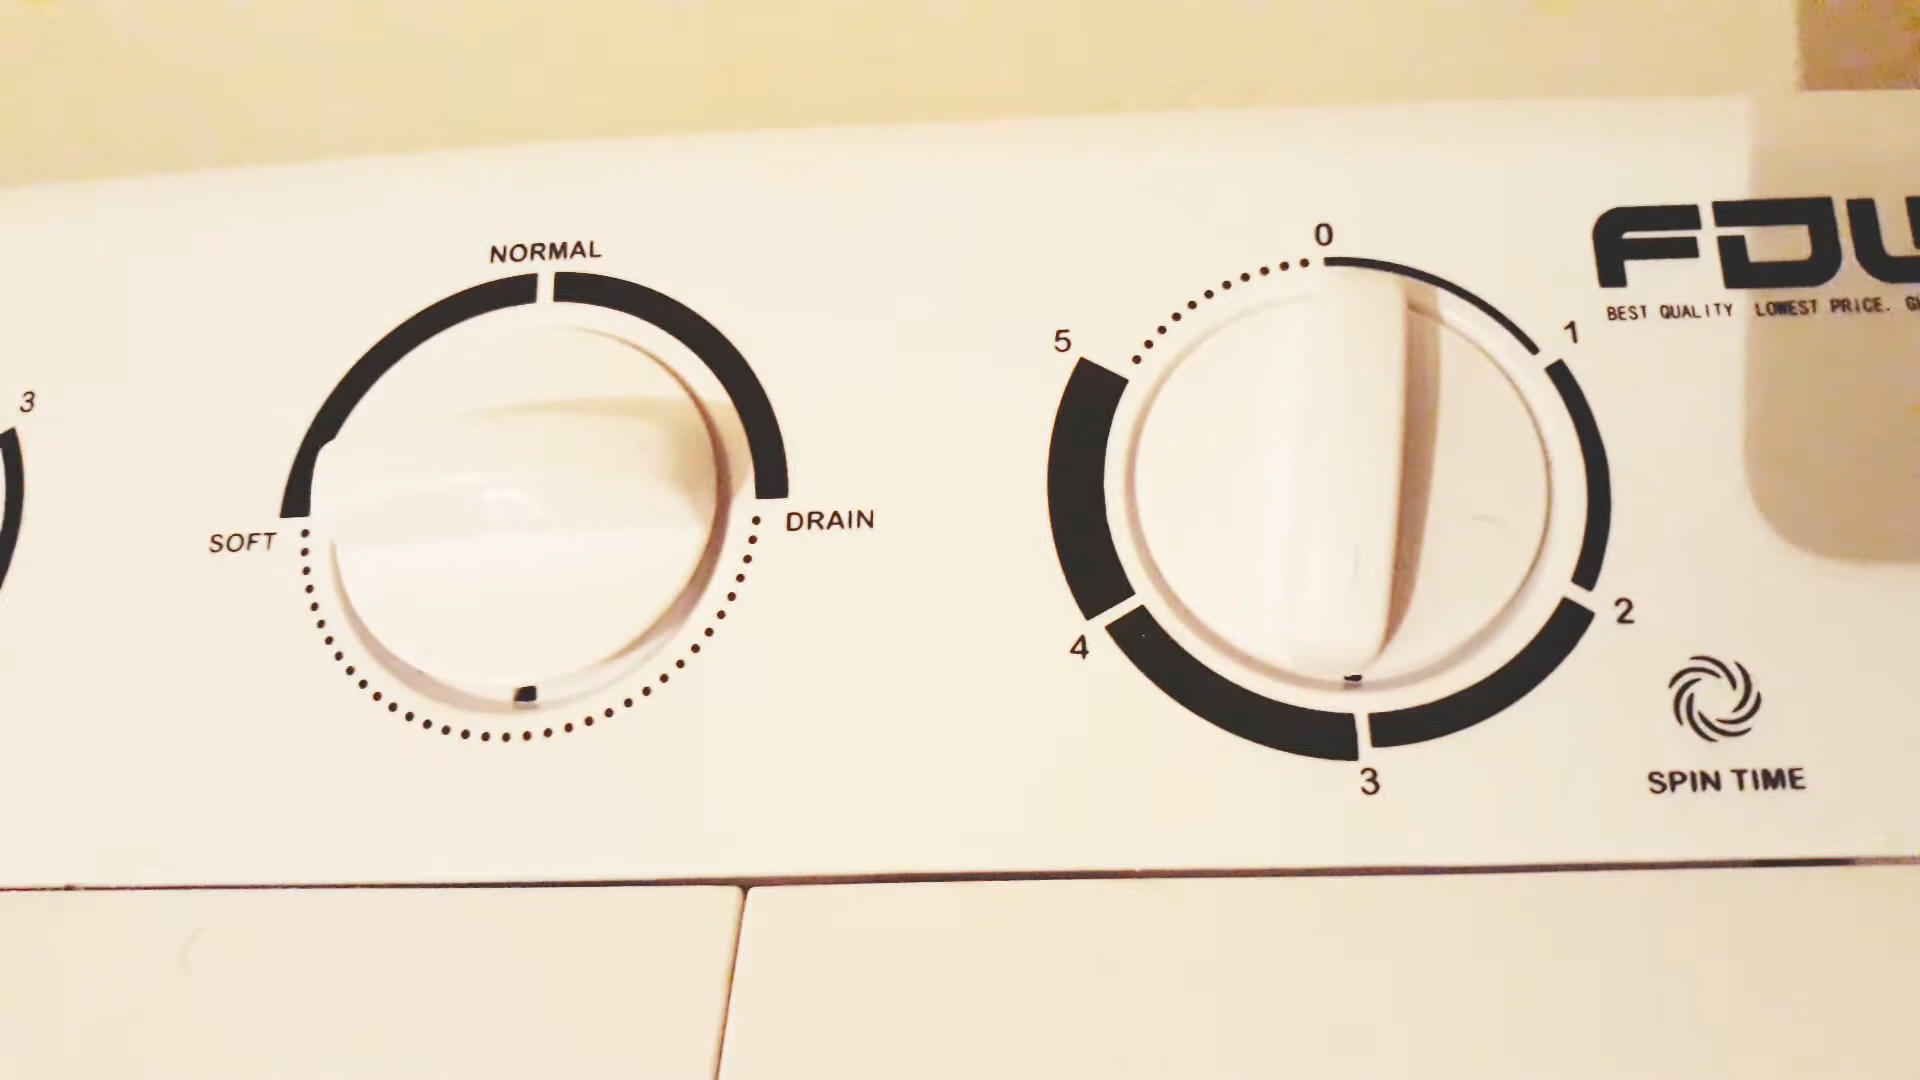 3
NORMAL
SOFT
DRAIN
0
1
2
3
4
5
BEST QUALITY LOWEST PRICE.
SPIN TIME